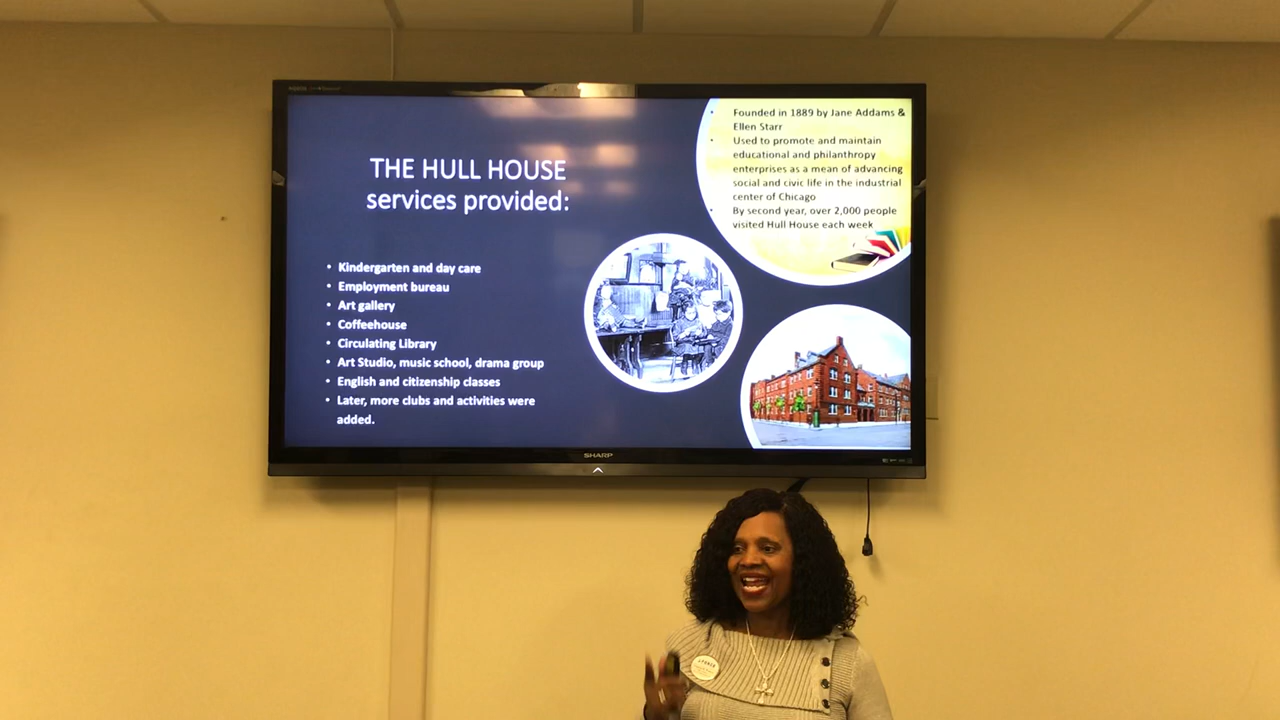 THE HULL HOUSE
services provided:
• Kindergarten and day care
• Employment bureau
• Art gallery
• Coffeehouse
• Circulating Library
• Art Studio, music school, drama group
• English and citizenship classes
• Later, more clubs and activities were
added.
• Founded in 1889 by Jane Addams &
Ellen Starr
• Used to promote and maintain
educational and philanthropy
enterprises as a mean of advancing
social and civic life in the industrial
center of Chicago
• By second year, over 2,000 people
visited Hull House each week
SHARP